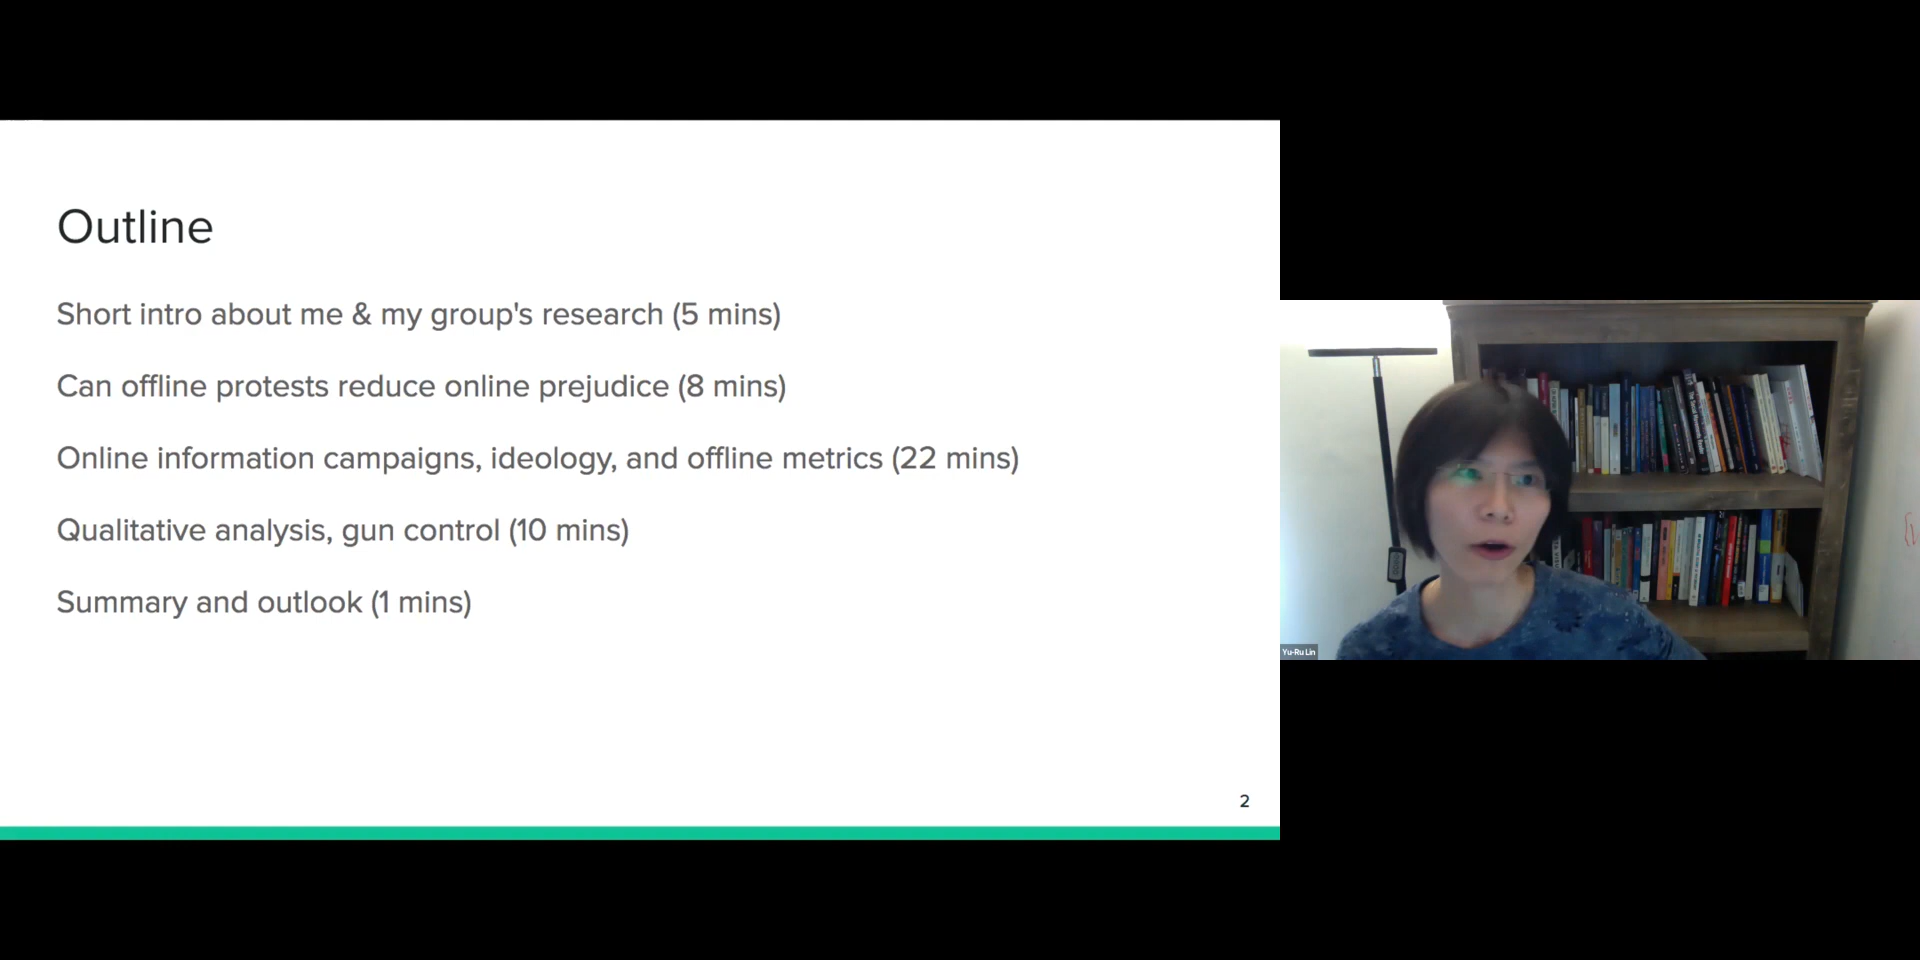 Outline
Short intro about me & my group's research (5 mins)
Can offline protests reduce online prejudice (8 mins)
Online information campaigns, ideology, and offline metrics (22 mins)
Qualitative analysis, gun control (10 mins)
Summary and outlook (1 mins)
2
Yu-Ru Lin